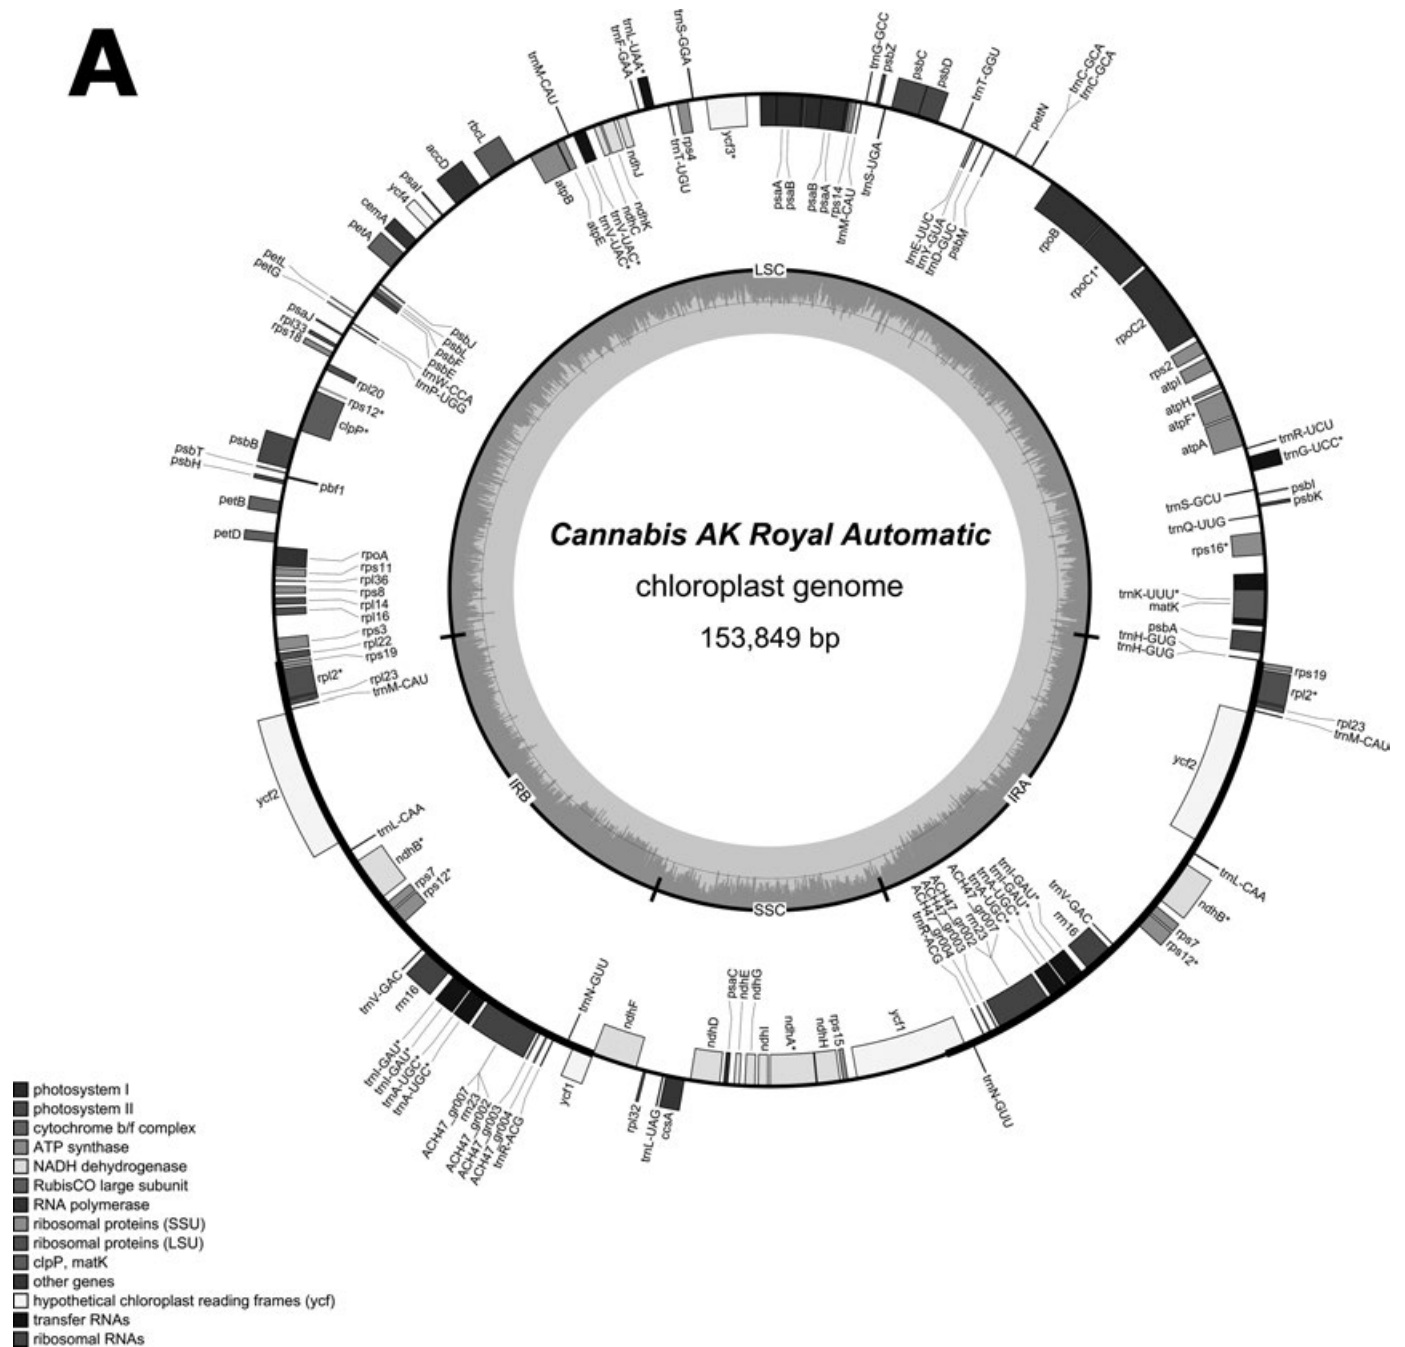 A
trnM-CAU
trnL-UAA*
trnF-GAA
trnS-GGA
trnG-GCC
psbZ
psbC
psbD
trnT-GGU
petN
trnC-GCA
trnC-GCA
rbcL
accD
psaI
ycf4
cemA
petA
petL
petG
psaJ
rpl33
rps18
atpB
atpE
trnV-UAC*
trnV-UAC*
ndhC
ndhK
ndhJ
trnT-UGU
rps4
ycf3*
psaA
psaB
psaB
psaA
rps14
trnM-CAU
trnS-UGA
trnE-UUC
trnY-GUA
trnD-GUC
psbM
rpoB
rpoC1*
rpoC2
rps2
atpI
atpH
atpF*
atpA
trnR-UCU
trnG-UCC*
trnS-GCU
psbI
psbK
trnQ-UUG
rps16*
trnK-UUU*
matK
psbA
trnH-GUG
trnH-GUG
rps19
rpl2*
rpl23
trnM-CAU
psbJ
psbL
psbF
psbE
trnW-CCA
trnP-UGG
rpl20
rps12*
clpP*
psbB
psbT
psbH
pbf1
petB
petD
rpoA
rps11
rpl36
rps8
rpl14
rpl16
rps3
rpl22
rps19
rpl2*
rpl23
trnM-CAU
LSC
Cannabis AK Royal Automatic
chloroplast genome
153,849 bp
IRB
IRA
SSC
ycf2
trnL-CAA
ndhB*
rps7
rps12*
trnV-GAC
rrn16
trnI-GAU*
trnI-GAU*
trnA-UGC*
trnA-UGC*
ACH47_gr007
rrn23
ACH47_gr002
ACH47_gr003
ACH47_gr004
trnR-ACG
trnN-GUU
ycf1
ndhF
rpl32
trnL-UAG
ccsA
ndhD
psaC
ndhE
ndhG
ndhI
ndhA*
ndhH
rps15
ycf1
trnN-GUU
trnR-ACG
ACH47_gr004
ACH47_gr003
ACH47_gr002
rrn23
ACH47_gr007
trnA-UGC*
trnA-UGC*
trnI-GAU*
trnI-GAU*
rrn16
trnV-GAC
rps12*
rps7
ndhB*
trnL-CAA
ycf2
photosystem I
photosystem II
cytochrome b/f complex
ATP synthase
NADH dehydrogenase
RubisCO large subunit
RNA polymerase
ribosomal proteins (SSU)
ribosomal proteins (LSU)
clpP, matK
other genes
hypothetical chloroplast reading frames (ycf)
transfer RNAs
ribosomal RNAs